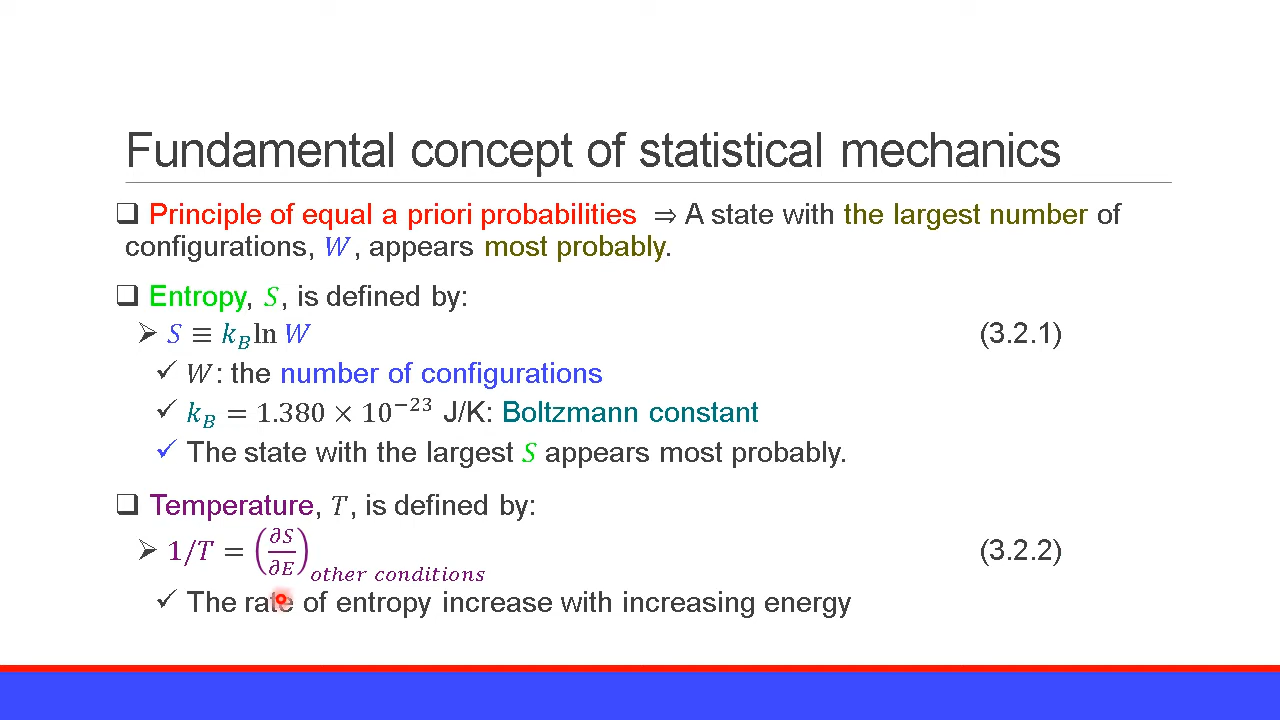 Fundamental concept of statistical mechanics
❑ Principle of equal a priori probabilities ⇒ A state with the largest number of
configurations, W, appears most probably.
❑ Entropy, S, is defined by:
➢ S ≡ k_B ln W (3.2.1)
✓ W: the number of configurations
✓ k_B = 1.380 × 10⁻²³ J/K: Boltzmann constant
✓ The state with the largest S appears most probably.
❑ Temperature, T, is defined by:
➢ 1/T = (∂S/∂E)_other conditions (3.2.2)
✓ The rate of entropy increase with increasing energy